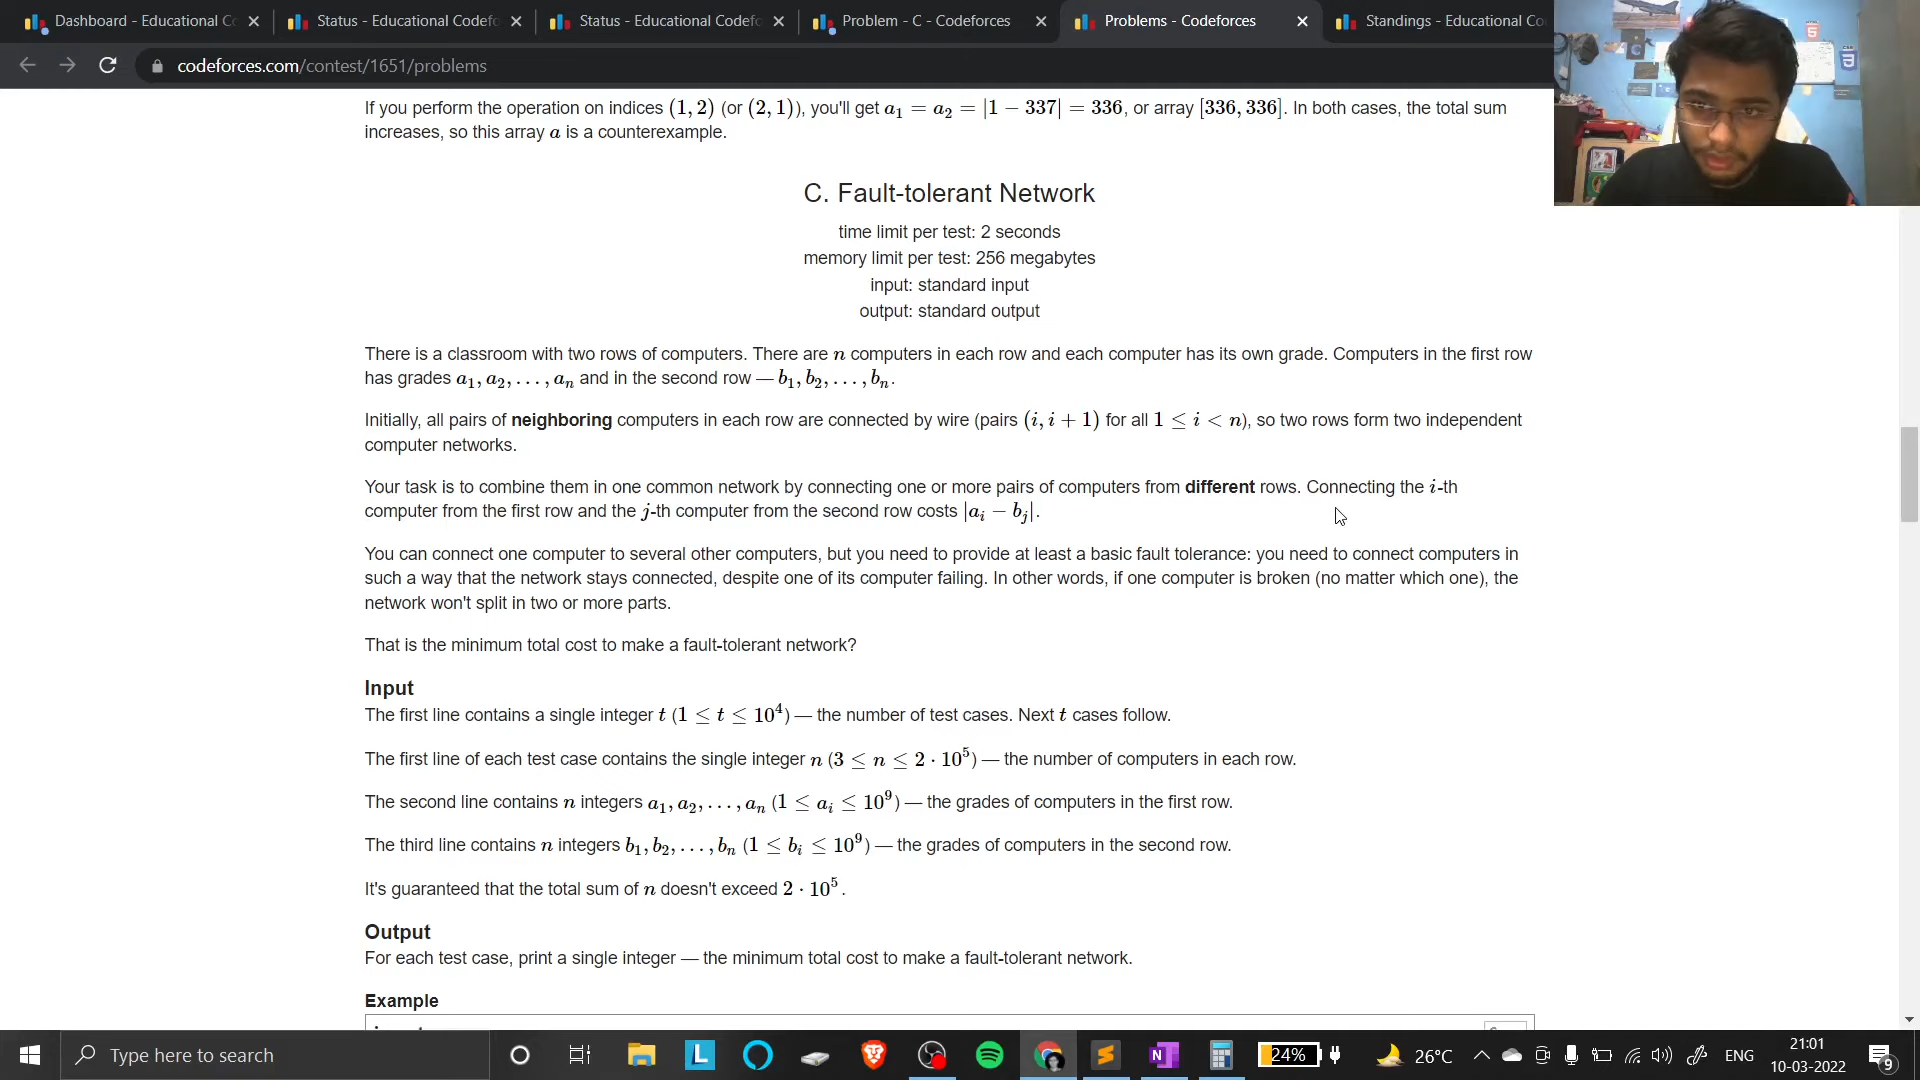 Dashboard - Educational C
Status - Educational Codefo
Status - Educational Codefo
Problem - C - Codeforces
Problems - Codeforces
Standings - Educational Co
codeforces.com/contest/1651/problems
If you perform the operation on indices (1, 2) (or (2, 1)), you'll get a₁ = a₂ = |1 − 337| = 336, or array [336, 336]. In both cases, the total sum
increases, so this array a is a counterexample.
C. Fault-tolerant Network
time limit per test: 2 seconds
memory limit per test: 256 megabytes
input: standard input
output: standard output
There is a classroom with two rows of computers. There are n computers in each row and each computer has its own grade. Computers in the first row
has grades a₁, a₂, . . . , aₙ and in the second row — b₁, b₂, . . . , bₙ.
Initially, all pairs of neighboring computers in each row are connected by wire (pairs (i, i + 1) for all 1 ≤ i < n), so two rows form two independent
computer networks.
Your task is to combine them in one common network by connecting one or more pairs of computers from different rows. Connecting the i-th
computer from the first row and the j-th computer from the second row costs |aᵢ − bⱼ|.
You can connect one computer to several other computers, but you need to provide at least a basic fault tolerance: you need to connect computers in
such a way that the network stays connected, despite one of its computer failing. In other words, if one computer is broken (no matter which one), the
network won't split in two or more parts.
That is the minimum total cost to make a fault-tolerant network?
Input
The first line contains a single integer t (1 ≤ t ≤ 10⁴) — the number of test cases. Next t cases follow.
The first line of each test case contains the single integer n (3 ≤ n ≤ 2 · 10⁵) — the number of computers in each row.
The second line contains n integers a₁, a₂, . . . , aₙ (1 ≤ aᵢ ≤ 10⁹) — the grades of computers in the first row.
The third line contains n integers b₁, b₂, . . . , bₙ (1 ≤ bᵢ ≤ 10⁹) — the grades of computers in the second row.
It's guaranteed that the total sum of n doesn't exceed 2 · 10⁵.
Output
For each test case, print a single integer — the minimum total cost to make a fault-tolerant network.
Example
Type here to search
L
N
24%
26°C
ENG
21:01
10-03-2022
9